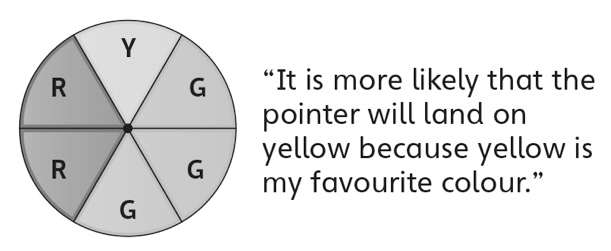 Y
R
G
R
G
G
“It is more likely that the
pointer will land on
yellow because yellow is
my favourite colour.”